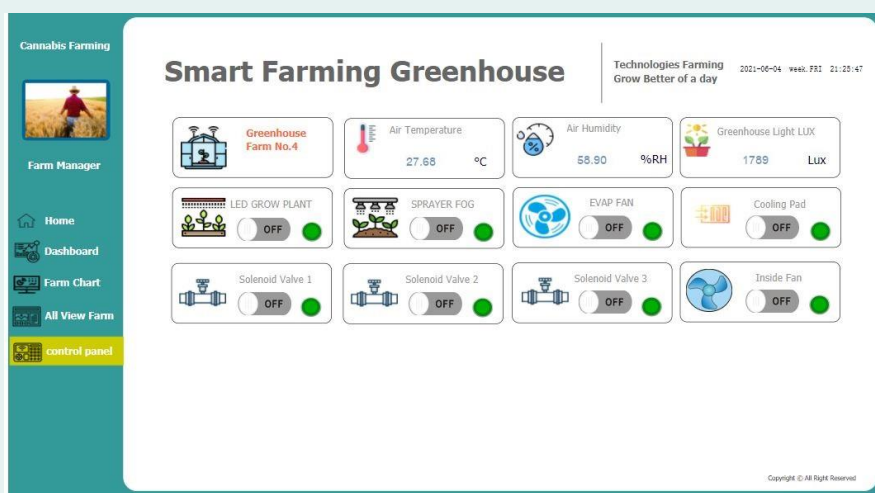 Cannabis Farming
Farm Manager
Home
Dashboard
Farm Chart
All View Farm
control panel
Smart Farming Greenhouse
Technologies Farming
Grow Better of a day
2021-06-04 week.FRI 21:25:47
Greenhouse
Farm No.4
Air Temperature
27.68 °C
Air Humidity
58.90 %RH
Greenhouse Light LUX
1789 Lux
LED GROW PLANT
OFF
SPRAYER FOG
OFF
EVAP FAN
OFF
Cooling Pad
OFF
Solenoid Valve 1
OFF
Solenoid Valve 2
OFF
Solenoid Valve 3
OFF
Inside Fan
OFF
Copyright © All Right Reserved